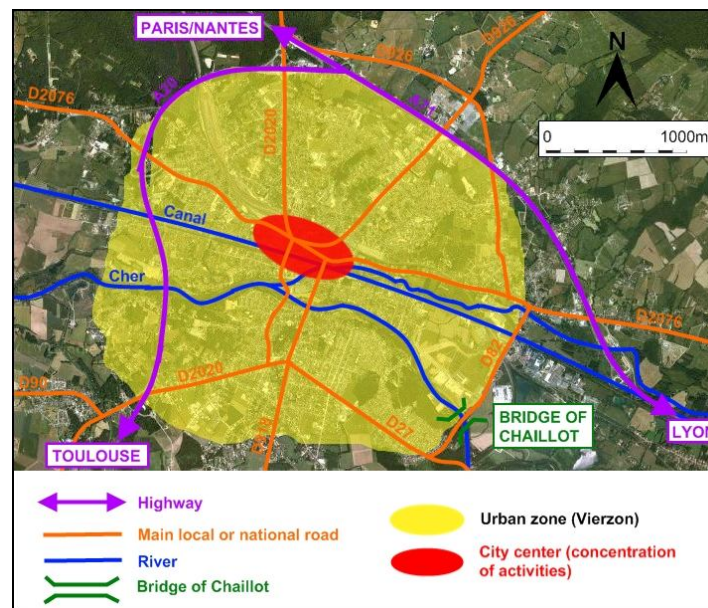 PARIS/NANTES
N
D926
D926
A20
A71
D2076
D2020
0 1000m
Canal
Cher
D2076
D82
D2020
D90
D27
BRIDGE OF
CHAILLOT
LYON
TOULOUSE
Highway
Main local or national road
River
Bridge of Chaillot
Urban zone (Vierzon)
City center (concentration
of activities)